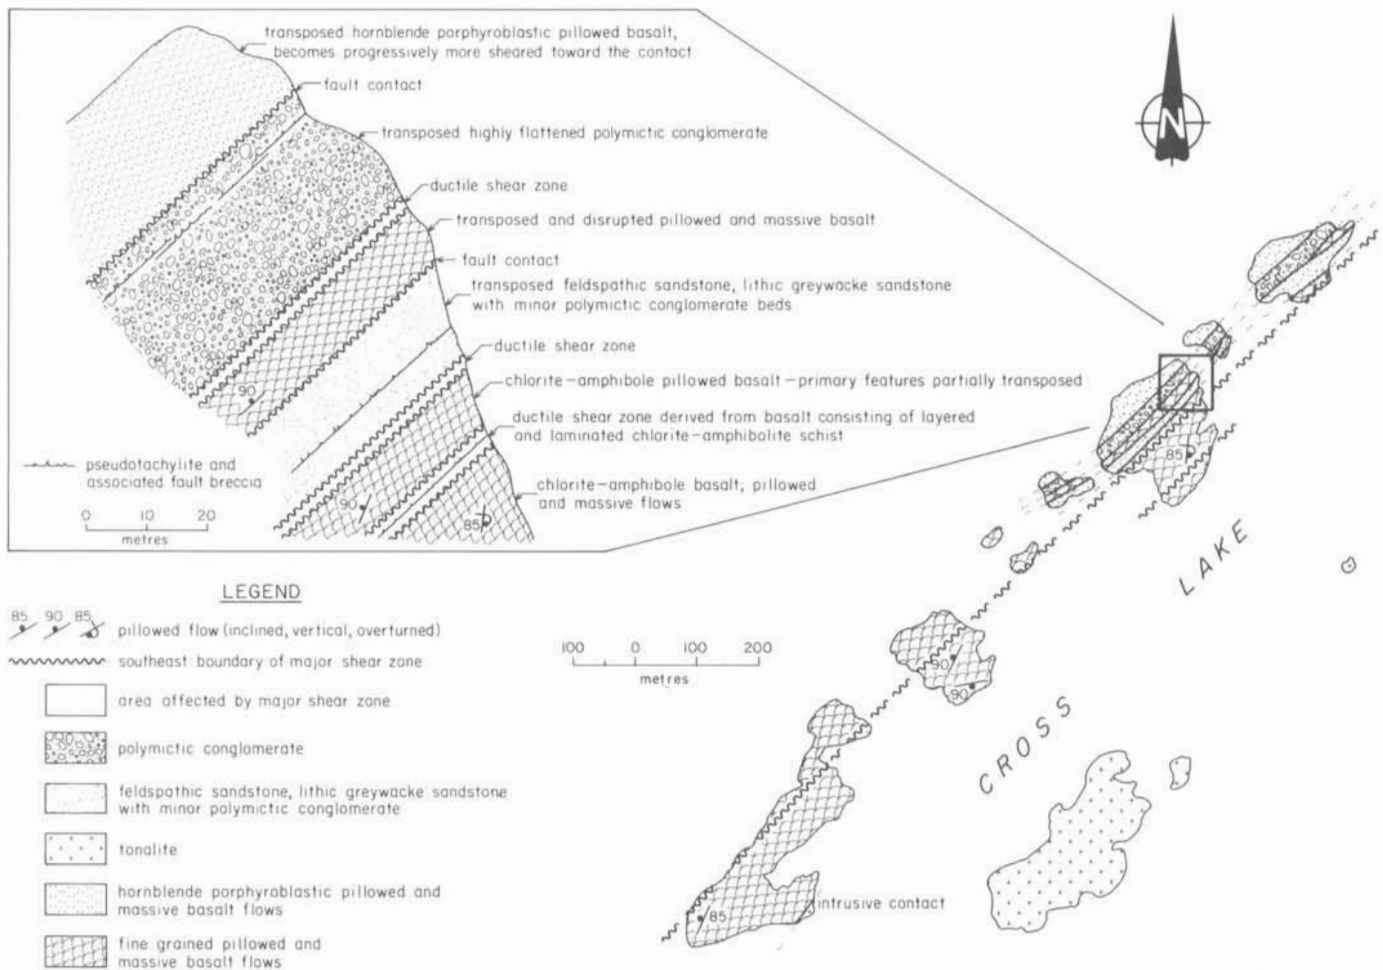 transposed hornblende porphyroblastic pillowed basalt,
becomes progressively more sheared toward the contact
fault contact
transposed highly flattened polymictic conglomerate
ductile shear zone
transposed and disrupted pillowed and massive basalt
fault contact
transposed feldspathic sandstone, lithic greywacke sandstone
with minor polymictic conglomerate beds
ductile shear zone
chlorite-amphibole pillowed basalt-primary features partially transposed
ductile shear zone derived from basalt consisting of layered
and laminated chlorite-amphibolite schist
chlorite-amphibole basalt, pillowed
and massive flows
90
90
85
pseudotachylite and
associated fault breccia
0 10 20
metres
N
85
LAKE
CROSS
90
90
85
intrusive contact
100 0 100 200
metres
LEGEND
85 90 85
pillowed flow (inclined, vertical, overturned)
southeast boundary of major shear zone
area affected by major shear zone
polymictic conglomerate
feldspathic sandstone, lithic greywacke sandstone
with minor polymictic conglomerate
tonalite
hornblende porphyroblastic pillowed and
massive basalt flows
fine grained pillowed and
massive basalt flows